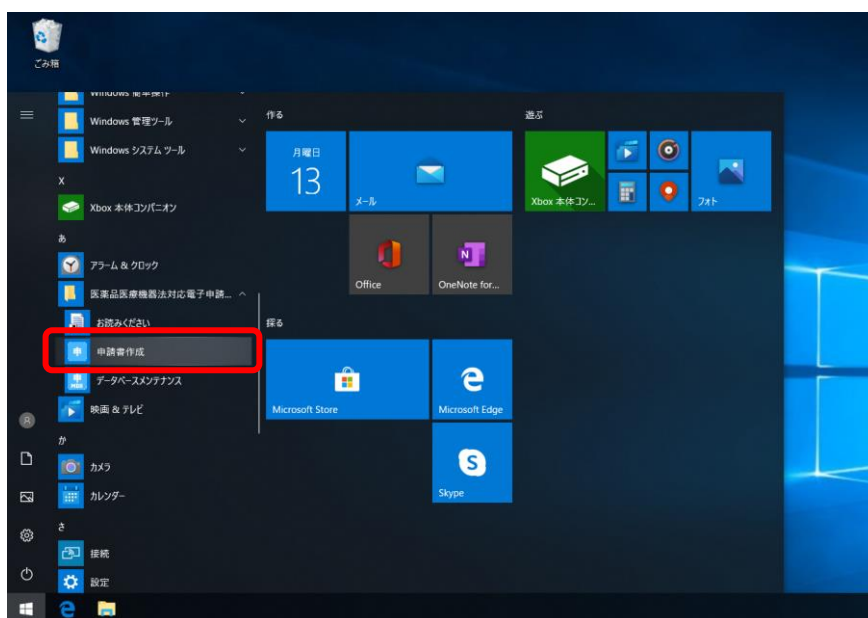 ごみ箱
Windows 簡単操作
Windows 管理ツール
Windows システム ツール
X
Xbox 本体コンパニオン
あ
アラーム & クロック
医薬品医療機器法対応電子申請...
お読みください
申請書作成
データベースメンテナンス
映画 & テレビ
か
カメラ
カレンダー
さ
接続
設定
作る
月曜日
13
メール
Office
OneNote for...
探る
Microsoft Store
Microsoft Edge
Skype
遊ぶ
Xbox 本体コン...
フォト